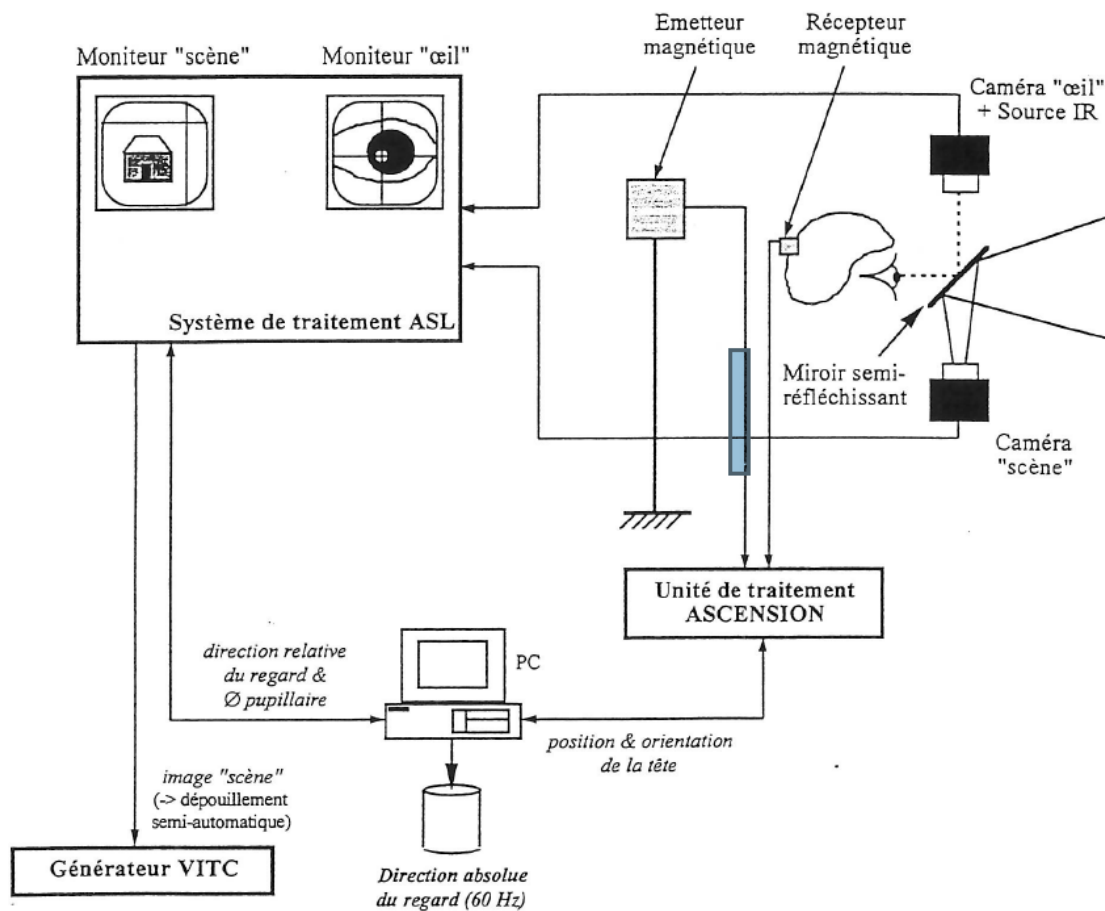 Moniteur "scène"
Moniteur "œil"
Emetteur
magnétique
Récepteur
magnétique
Caméra "œil"
+ Source IR
Système de traitement ASL
Miroir semi-
réfléchissant
Caméra
"scène"
Unité de traitement
ASCENSION
direction relative
du regard &
Ø pupillaire
PC
position & orientation
de la tête
image "scène"
(-> dépouillement
semi-automatique)
Générateur VITC
Direction absolue
du regard (60 Hz)